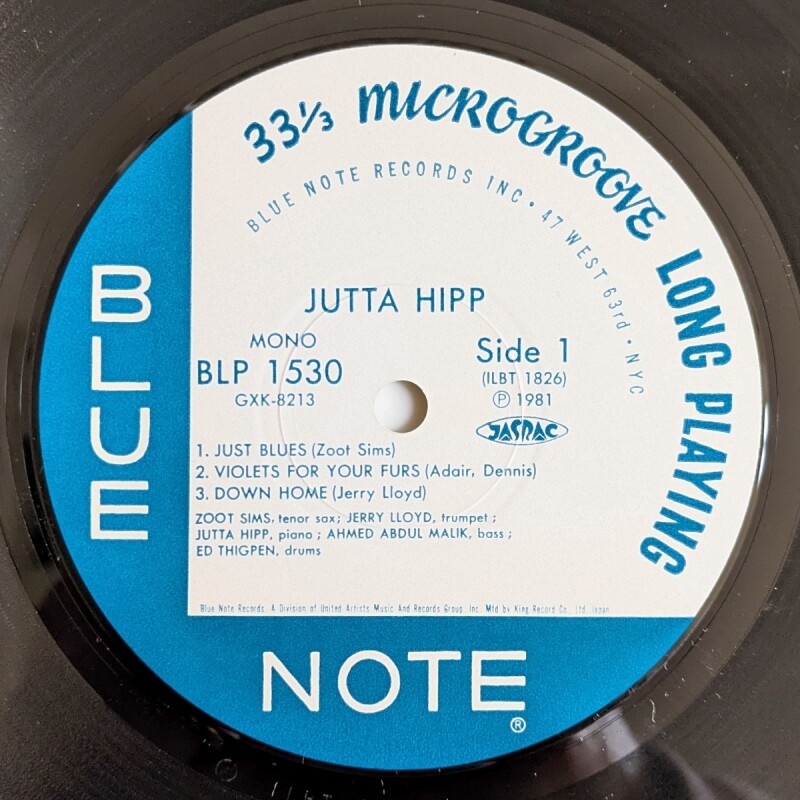 33⅓ MICROGROOVE LONG PLAYING
BLUE NOTE RECORDS INC • 47 WEST 63rd • NYC
BLUE
JUTTA HIPP
MONO
BLP 1530
GXK-8213
Side 1
(ILBT 1826)
Ⓟ 1981
JASRAC
1. JUST BLUES (Zoot Sims)
2. VIOLETS FOR YOUR FURS (Adair, Dennis)
3. DOWN HOME (Jerry Lloyd)
ZOOT SIMS, tenor sax; JERRY LLOYD, trumpet ;
JUTTA HIPP, piano ; AHMED ABDUL MALIK, bass ;
ED THIGPEN, drums
Blue Note Records, A Division of United Artists Music And Records Group, Inc. Mfd by King Record Co., Ltd. Japan
NOTE®